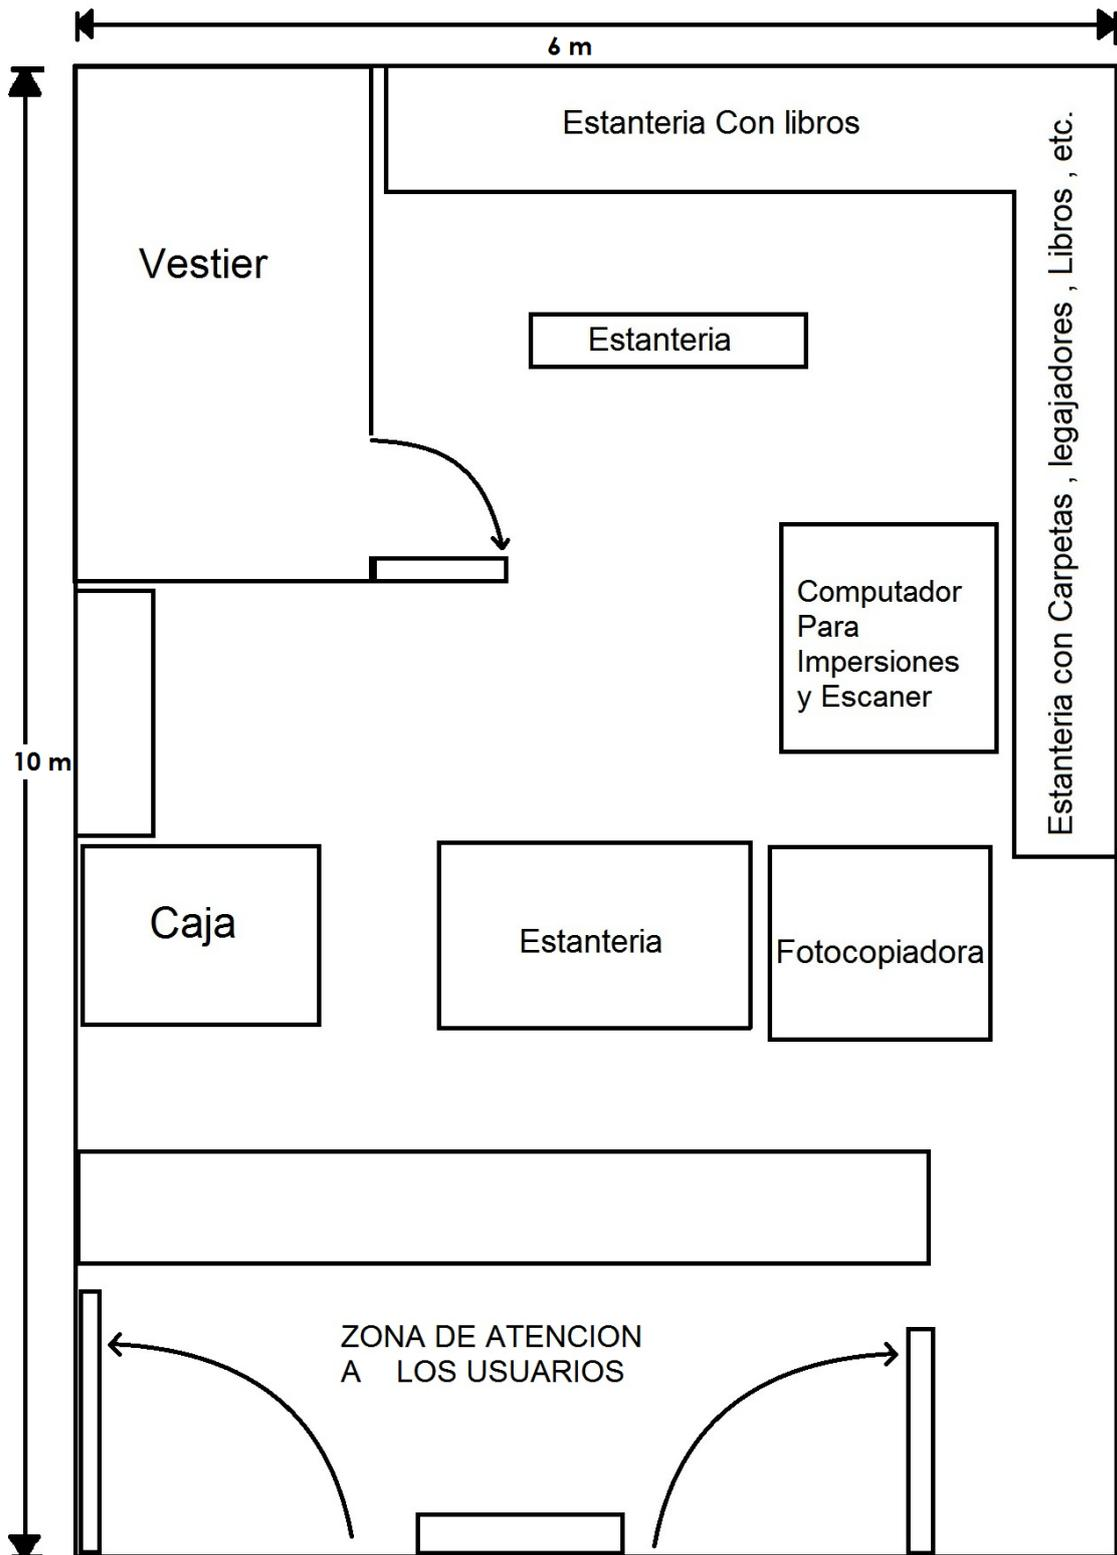 6 m
Estanteria Con libros
Estanteria con Carpetas , legajadores , Libros , etc.
Vestier
Estanteria
Computador
Para
Impersiones
y Escaner
10 m
Caja
Estanteria
Fotocopiadora
ZONA DE ATENCION
A LOS USUARIOS